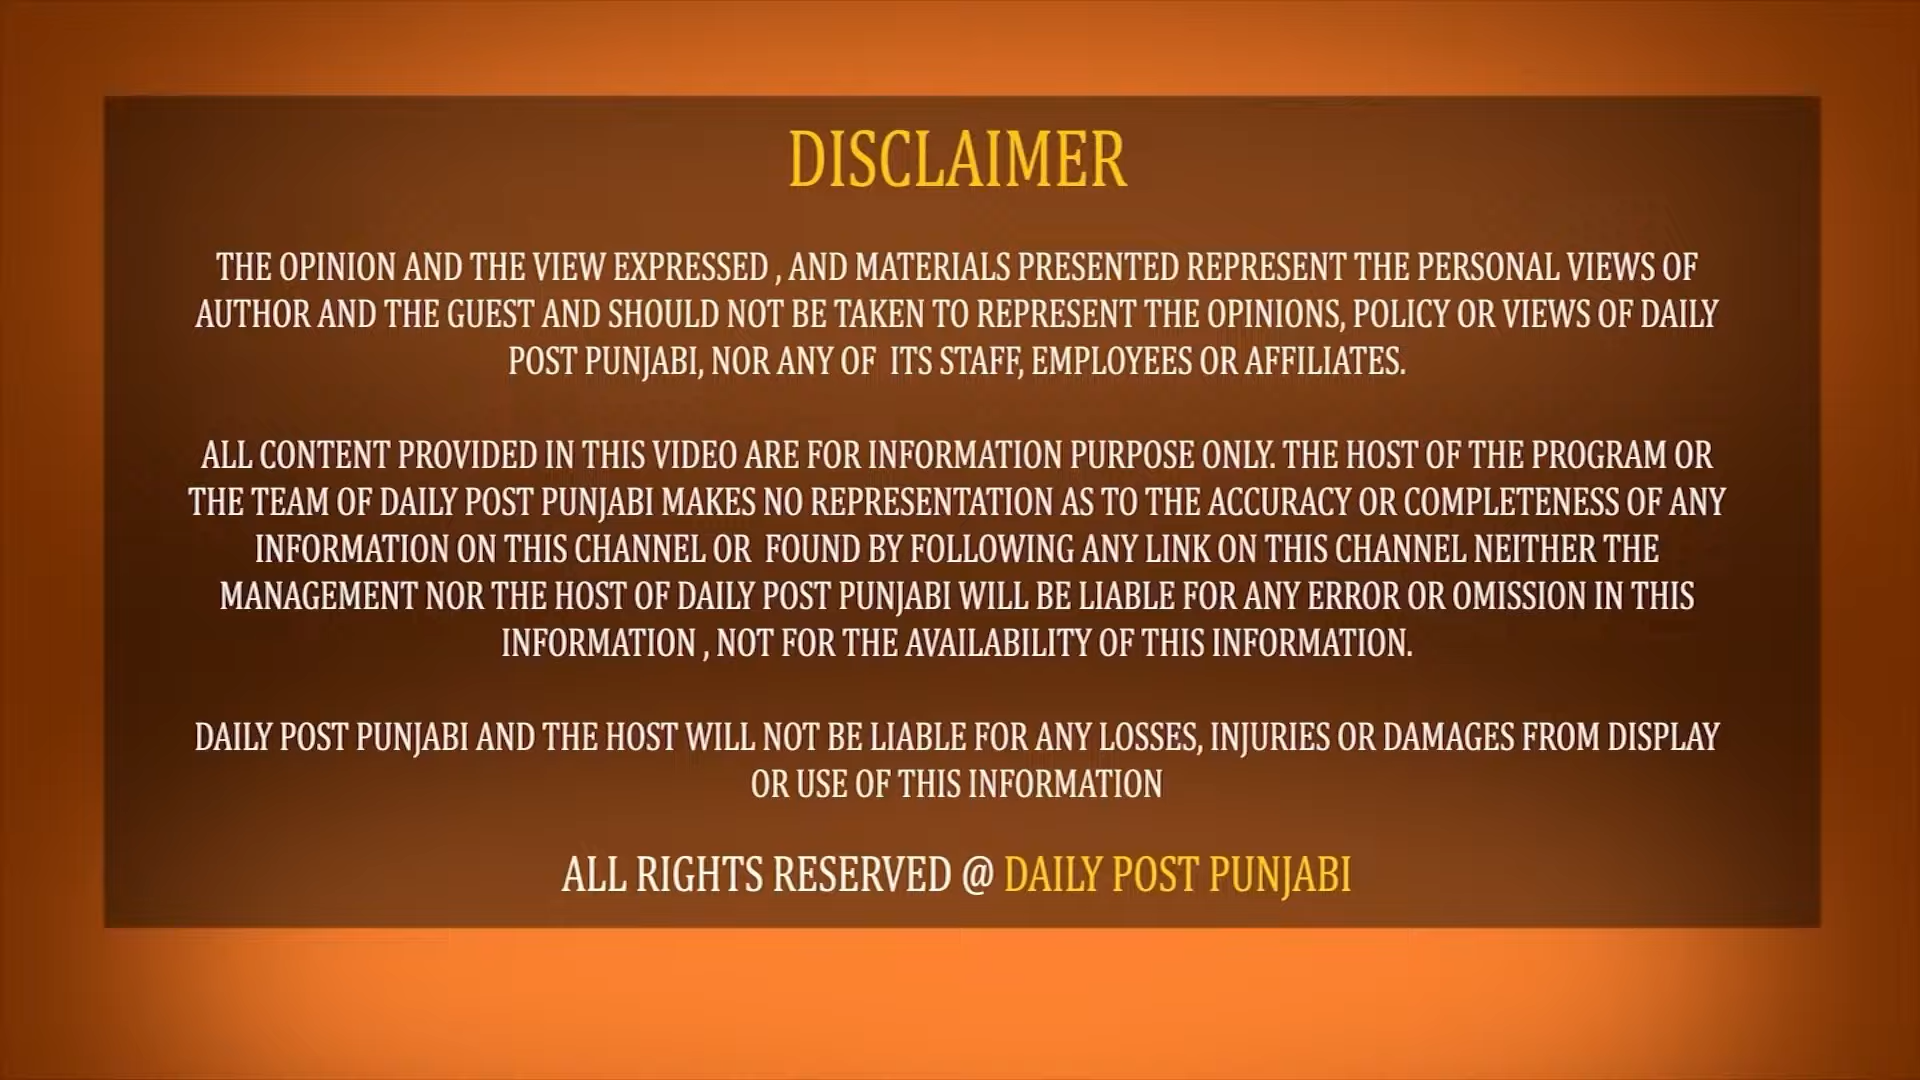 DISCLAIMER
THE OPINION AND THE VIEW EXPRESSED , AND MATERIALS PRESENTED REPRESENT THE PERSONAL VIEWS OF
AUTHOR AND THE GUEST AND SHOULD NOT BE TAKEN TO REPRESENT THE OPINIONS, POLICY OR VIEWS OF DAILY
POST PUNJABI, NOR ANY OF ITS STAFF, EMPLOYEES OR AFFILIATES.
ALL CONTENT PROVIDED IN THIS VIDEO ARE FOR INFORMATION PURPOSE ONLY. THE HOST OF THE PROGRAM OR
THE TEAM OF DAILY POST PUNJABI MAKES NO REPRESENTATION AS TO THE ACCURACY OR COMPLETENESS OF ANY
INFORMATION ON THIS CHANNEL OR FOUND BY FOLLOWING ANY LINK ON THIS CHANNEL NEITHER THE
MANAGEMENT NOR THE HOST OF DAILY POST PUNJABI WILL BE LIABLE FOR ANY ERROR OR OMISSION IN THIS
INFORMATION , NOT FOR THE AVAILABILITY OF THIS INFORMATION.
DAILY POST PUNJABI AND THE HOST WILL NOT BE LIABLE FOR ANY LOSSES, INJURIES OR DAMAGES FROM DISPLAY
OR USE OF THIS INFORMATION
ALL RIGHTS RESERVED @ DAILY POST PUNJABI